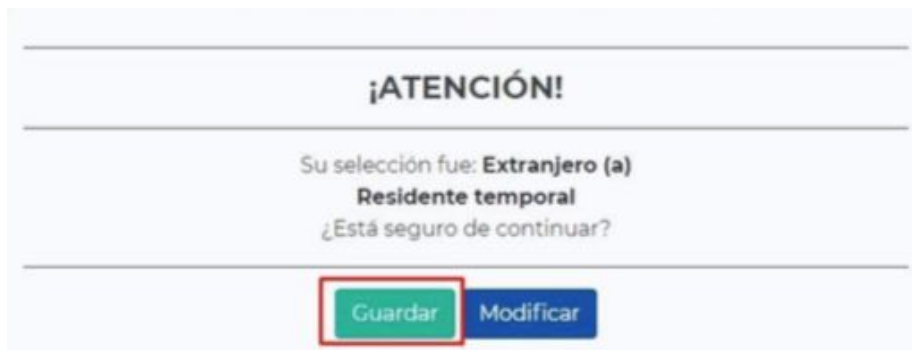 ¡ATENCIÓN!
Su selección fue: Extranjero (a)
Residente temporal
¿Está seguro de continuar?
Guardar Modificar